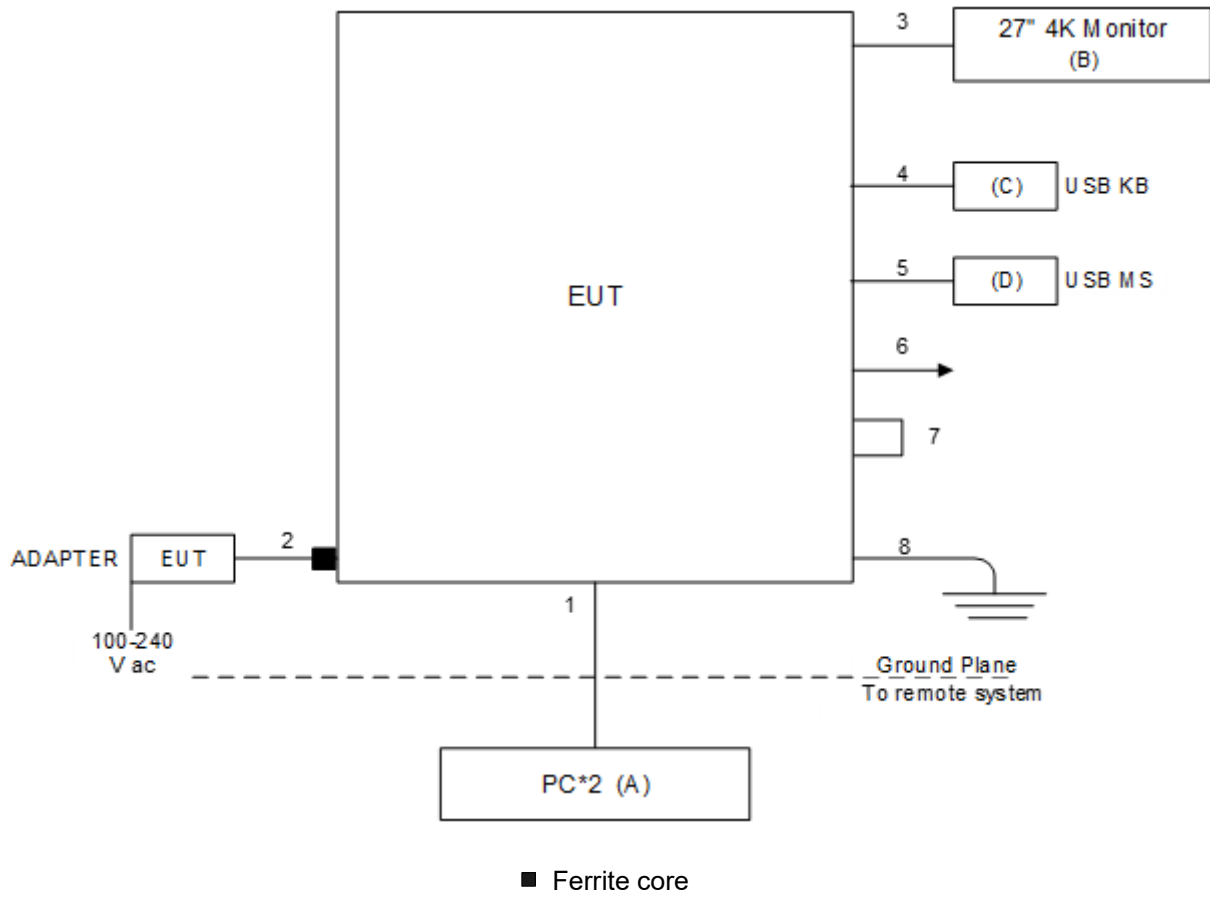 3
27" 4K Monitor
(B)
4
(C) USB KB
5
(D) USB MS
EUT
6
7
ADAPTER EUT
2
8
1
100-240
Vac
Ground Plane
To remote system
PC*2 (A)
Ferrite core